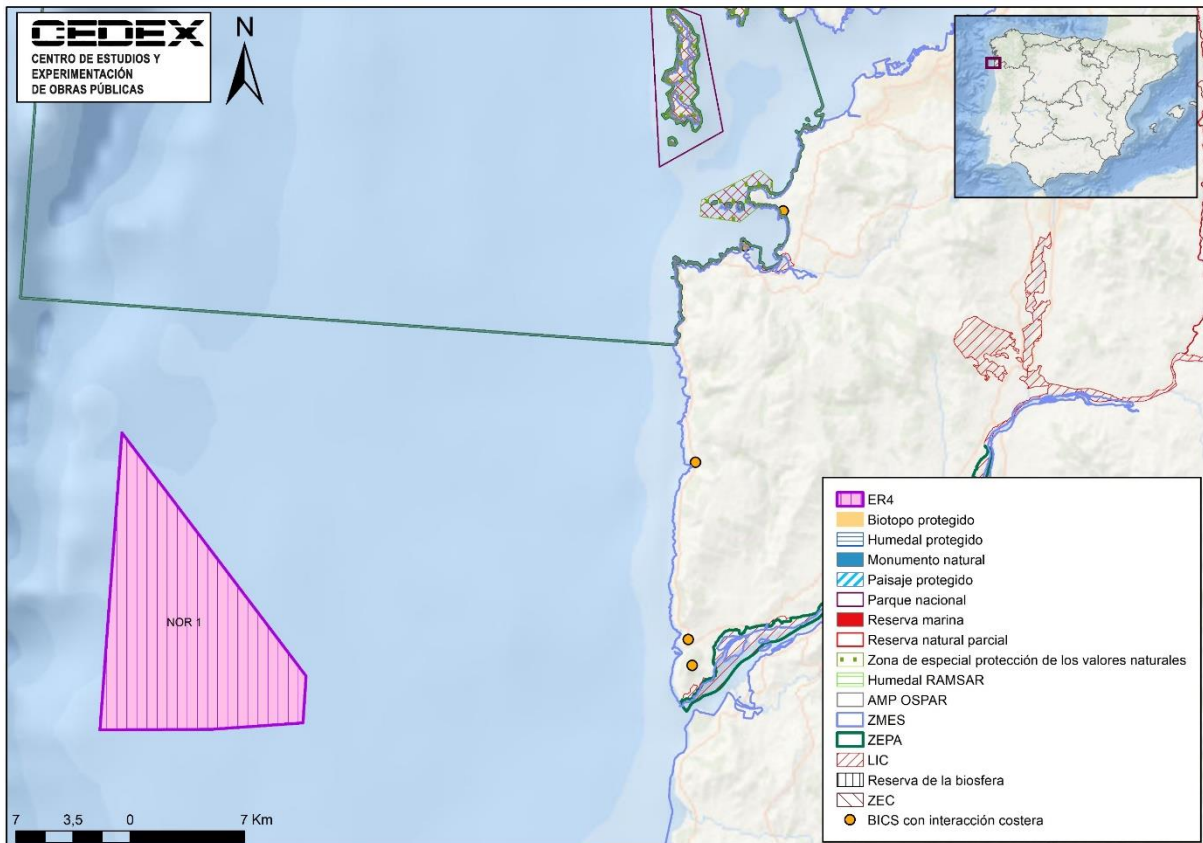 CEDEX
CENTRO DE ESTUDIOS Y
EXPERIMENTACIÓN
DE OBRAS PÚBLICAS
N
NOR 1
ER4
Biotopo protegido
Humedal protegido
Monumento natural
Paisaje protegido
Parque nacional
Reserva marina
Reserva natural parcial
Zona de especial protección de los valores naturales
Humedal RAMSAR
AMP OSPAR
ZMES
ZEPA
LIC
Reserva de la biosfera
ZEC
BICS con interacción costera
7 3,5 0 7 Km